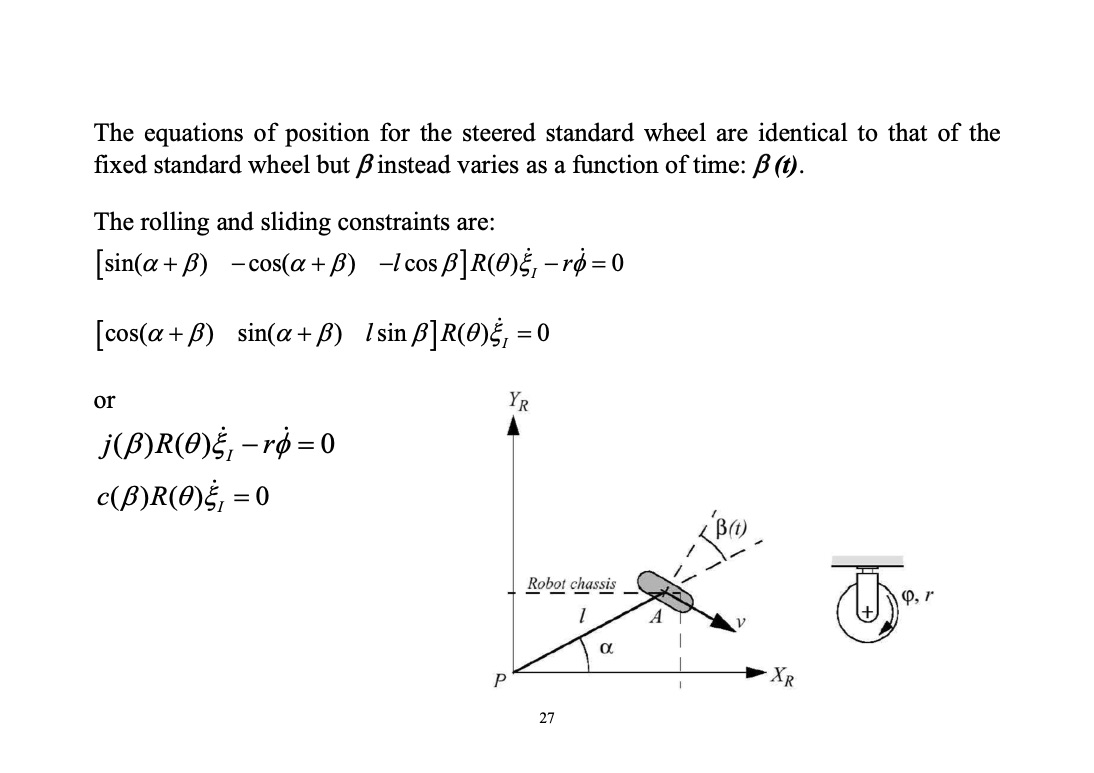 The equations of position for the steered standard wheel are identical to that of the
fixed standard wheel but β instead varies as a function of time: β (t).
The rolling and sliding constraints are:
[sin(α + β) −cos(α + β) −l cos β] R(θ)ξ̇_I − rφ̇ = 0
[cos(α + β) sin(α + β) l sin β] R(θ)ξ̇_I = 0
or
j(β)R(θ)ξ̇_I − rφ̇ = 0
c(β)R(θ)ξ̇_I = 0
Y_R
β(t)
Robot chassis
φ, r
l
A
v
α
P
X_R
27